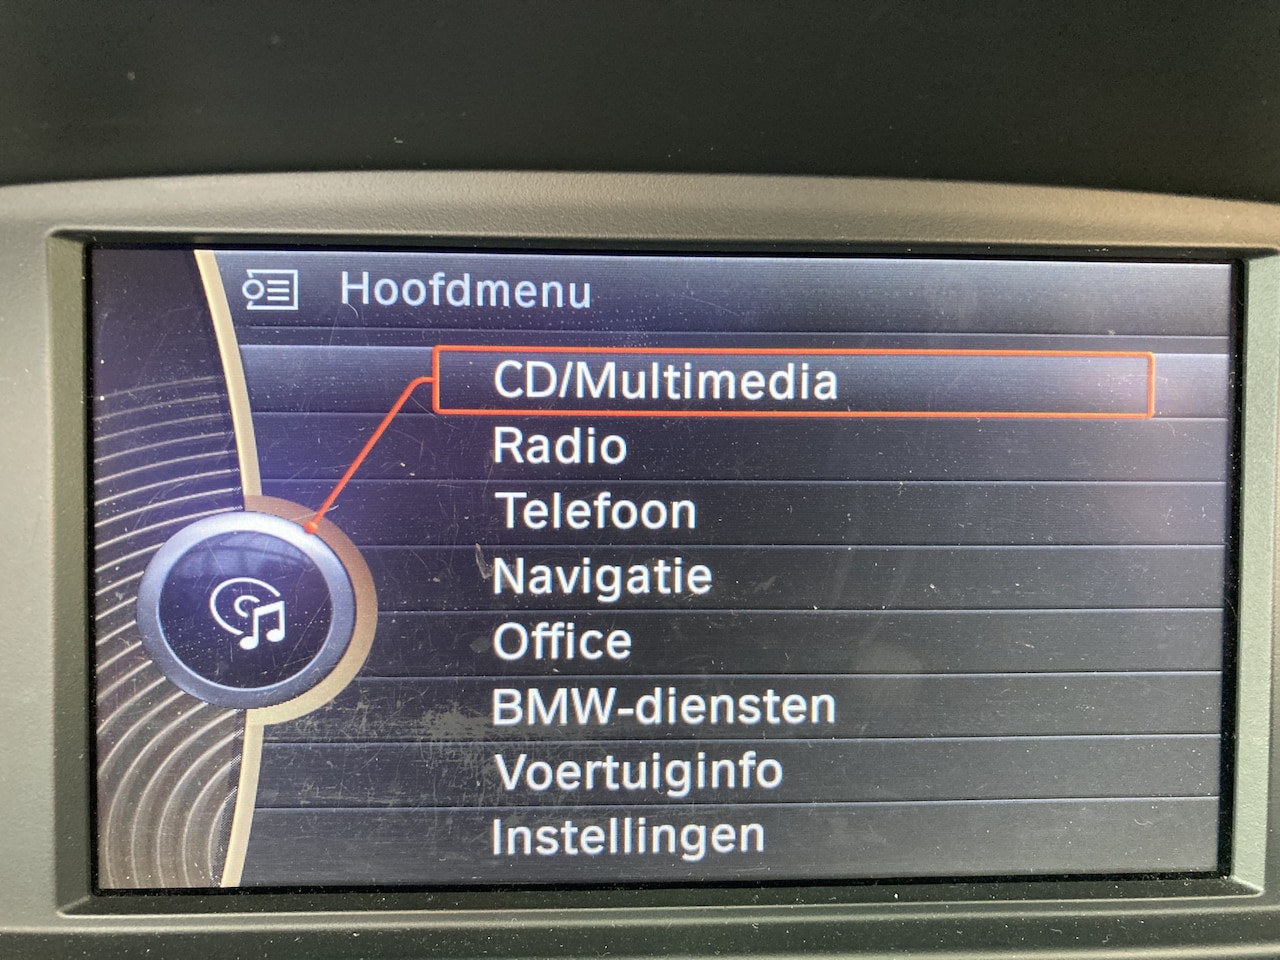 Hoofdmenu
CD/Multimedia
Radio
Telefoon
Navigatie
Office
BMW-diensten
Voertuiginfo
Instellingen